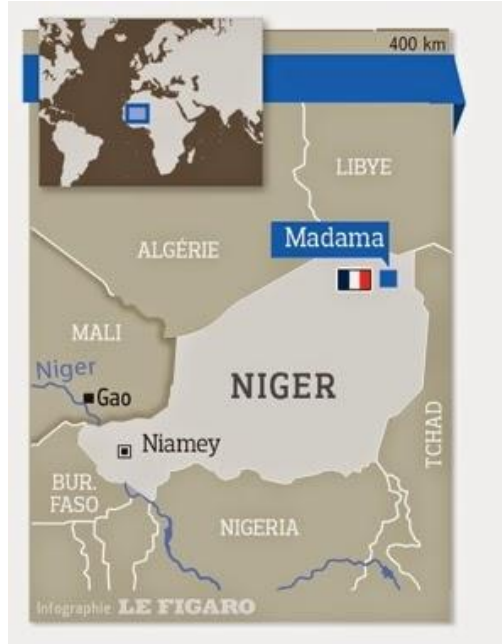 400 km
LIBYE
Madama
ALGÉRIE
MALI
Niger
Gao
NIGER
TCHAD
Niamey
BUR.
FASO
NIGERIA
Infographie LE FIGARO